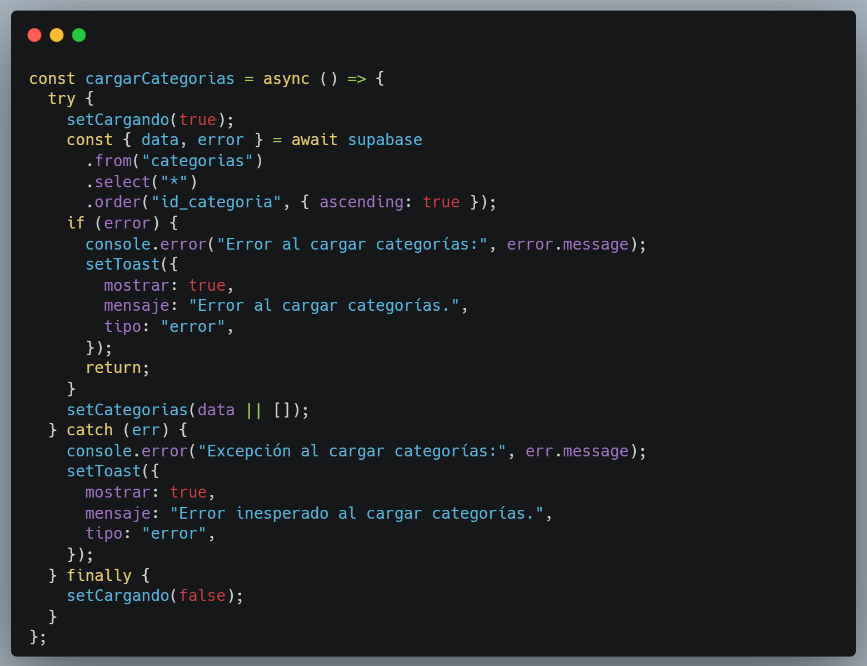 const cargarCategorias = async () => {
  try {
    setCargando(true);
    const { data, error } = await supabase
      .from("categorias")
      .select("*")
      .order("id_categoria", { ascending: true });
    if (error) {
      console.error("Error al cargar categorías:", error.message);
      setToast({
        mostrar: true,
        mensaje: "Error al cargar categorías.",
        tipo: "error",
      });
      return;
    }
    setCategorias(data || []);
  } catch (err) {
    console.error("Excepción al cargar categorías:", err.message);
    setToast({
      mostrar: true,
      mensaje: "Error inesperado al cargar categorías.",
      tipo: "error",
    });
  } finally {
    setCargando(false);
  }
};